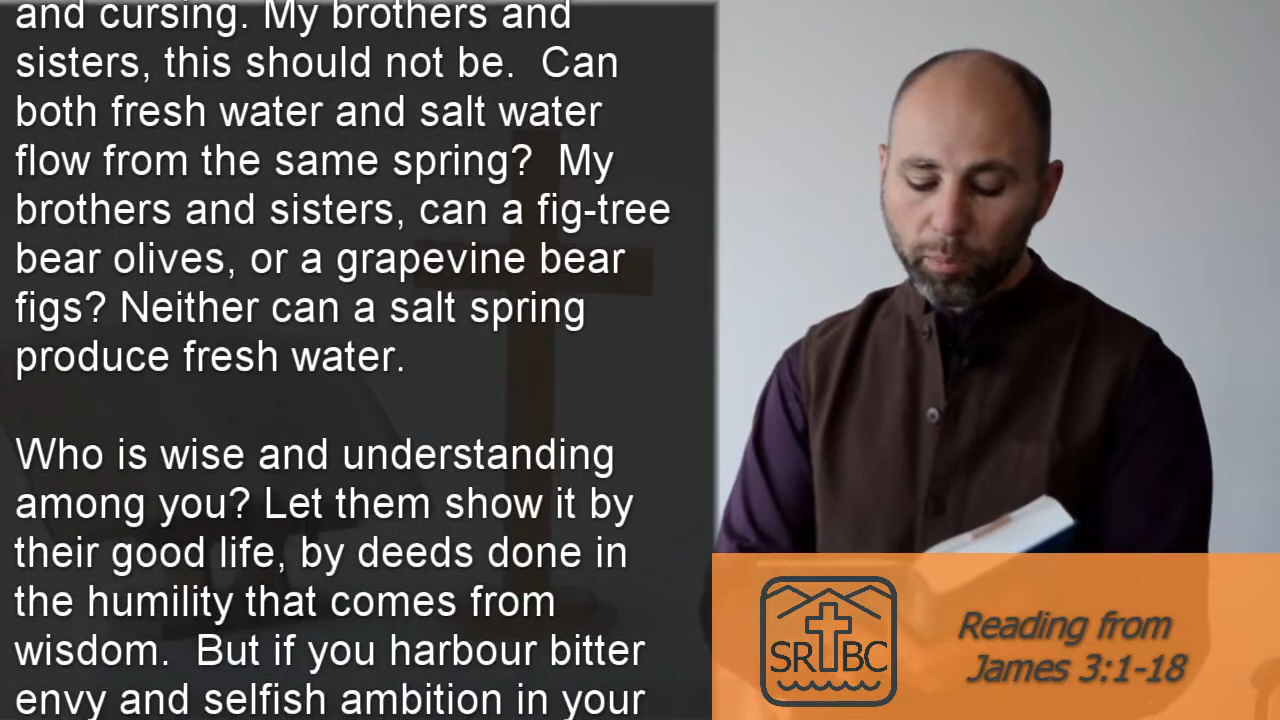 and cursing. My brothers and
sisters, this should not be.  Can
both fresh water and salt water
flow from the same spring?  My
brothers and sisters, can a fig-tree
bear olives, or a grapevine bear
figs? Neither can a salt spring
produce fresh water.

Who is wise and understanding
among you? Let them show it by
their good life, by deeds done in
the humility that comes from
wisdom.  But if you harbour bitter
envy and selfish ambition in your
SRBC
Reading from
James 3:1-18